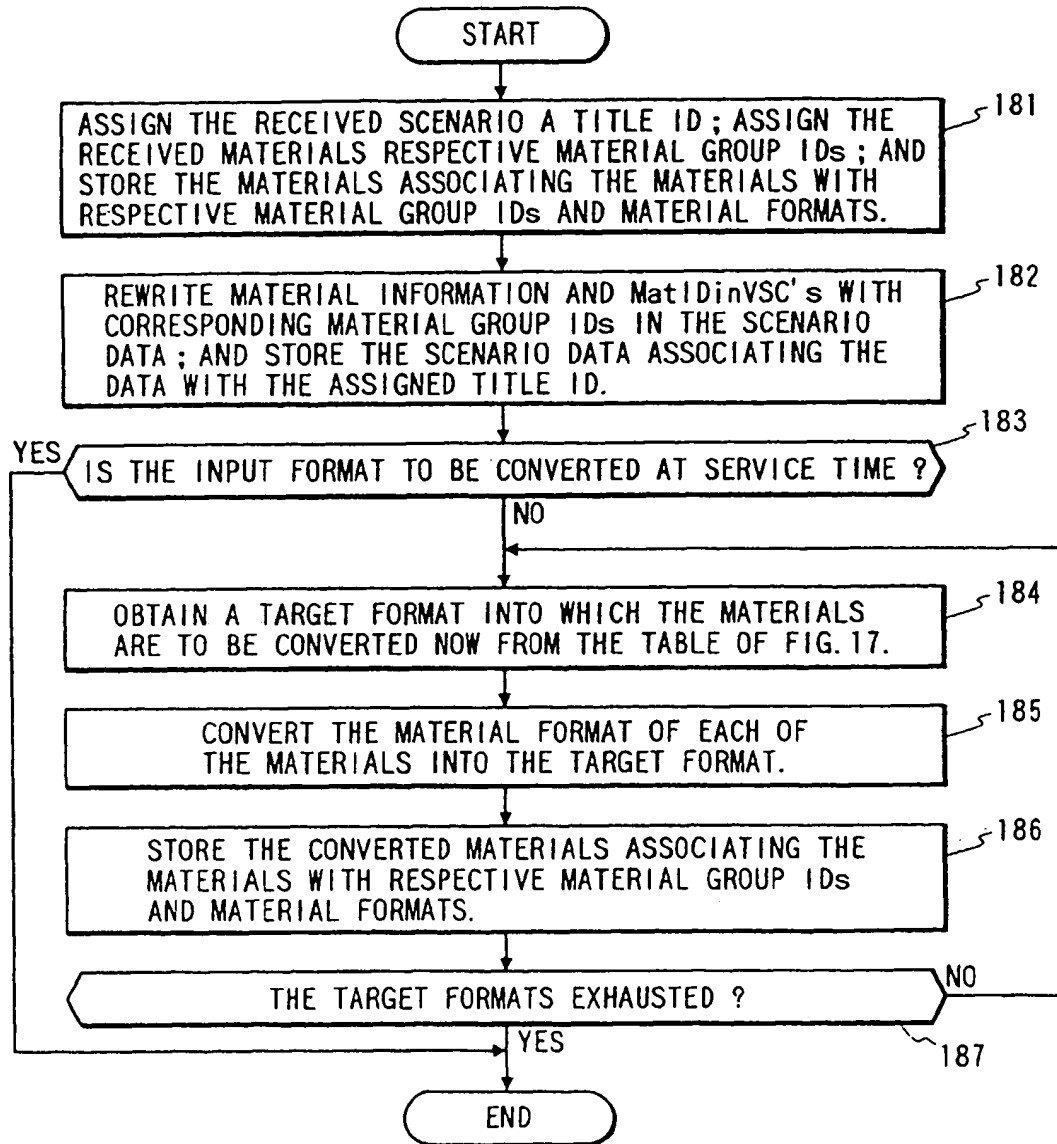 START
181
ASSIGN THE RECEIVED SCENARIO A TITLE ID; ASSIGN THE
RECEIVED MATERIALS RESPECTIVE MATERIAL GROUP IDs; AND
STORE THE MATERIALS ASSOCIATING THE MATERIALS WITH
RESPECTIVE MATERIAL GROUP IDs AND MATERIAL FORMATS.
182
REWRITE MATERIAL INFORMATION AND MatIDinVSC's WITH
CORRESPONDING MATERIAL GROUP IDs IN THE SCENARIO
DATA; AND STORE THE SCENARIO DATA ASSOCIATING THE
DATA WITH THE ASSIGNED TITLE ID.
183
YES
IS THE INPUT FORMAT TO BE CONVERTED AT SERVICE TIME ?
NO
184
OBTAIN A TARGET FORMAT INTO WHICH THE MATERIALS
ARE TO BE CONVERTED NOW FROM THE TABLE OF FIG. 17.
185
CONVERT THE MATERIAL FORMAT OF EACH OF
THE MATERIALS INTO THE TARGET FORMAT.
186
STORE THE CONVERTED MATERIALS ASSOCIATING THE
MATERIALS WITH RESPECTIVE MATERIAL GROUP IDs
AND MATERIAL FORMATS.
THE TARGET FORMATS EXHAUSTED ?
NO
YES
187
END